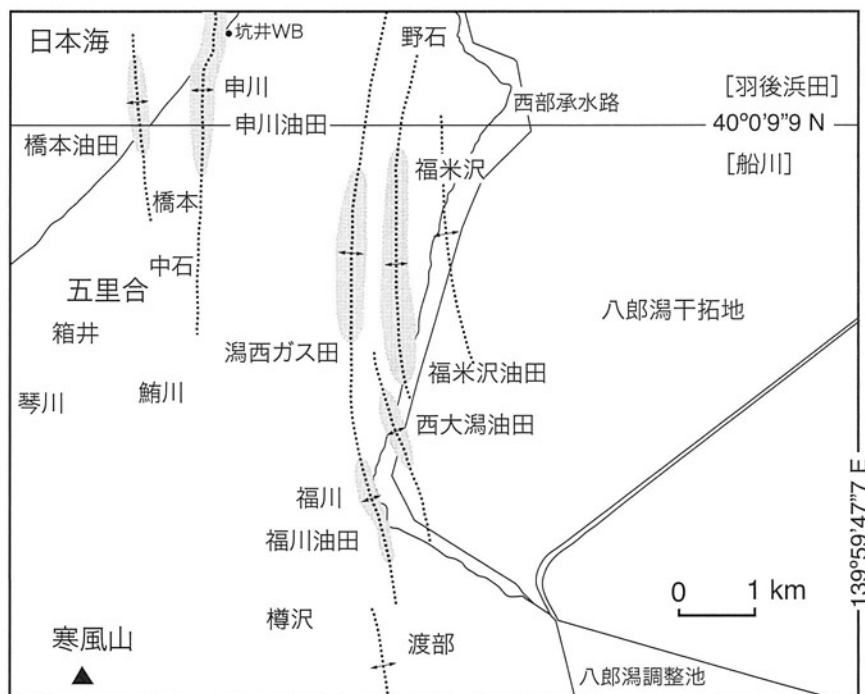 日本海
坑井WB
野石
申川
西部承水路
[羽後浜田]
申川油田
40°0'9"9 N
橋本油田
[船川]
福米沢
橋本
中石
五里合
八郎潟干拓地
箱井
潟西ガス田
福米沢油田
鮪川
琴川
西大潟油田
福川
福川油田
139°59'47"7 E
0 1 km
樽沢
寒風山
渡部
八郎潟調整池